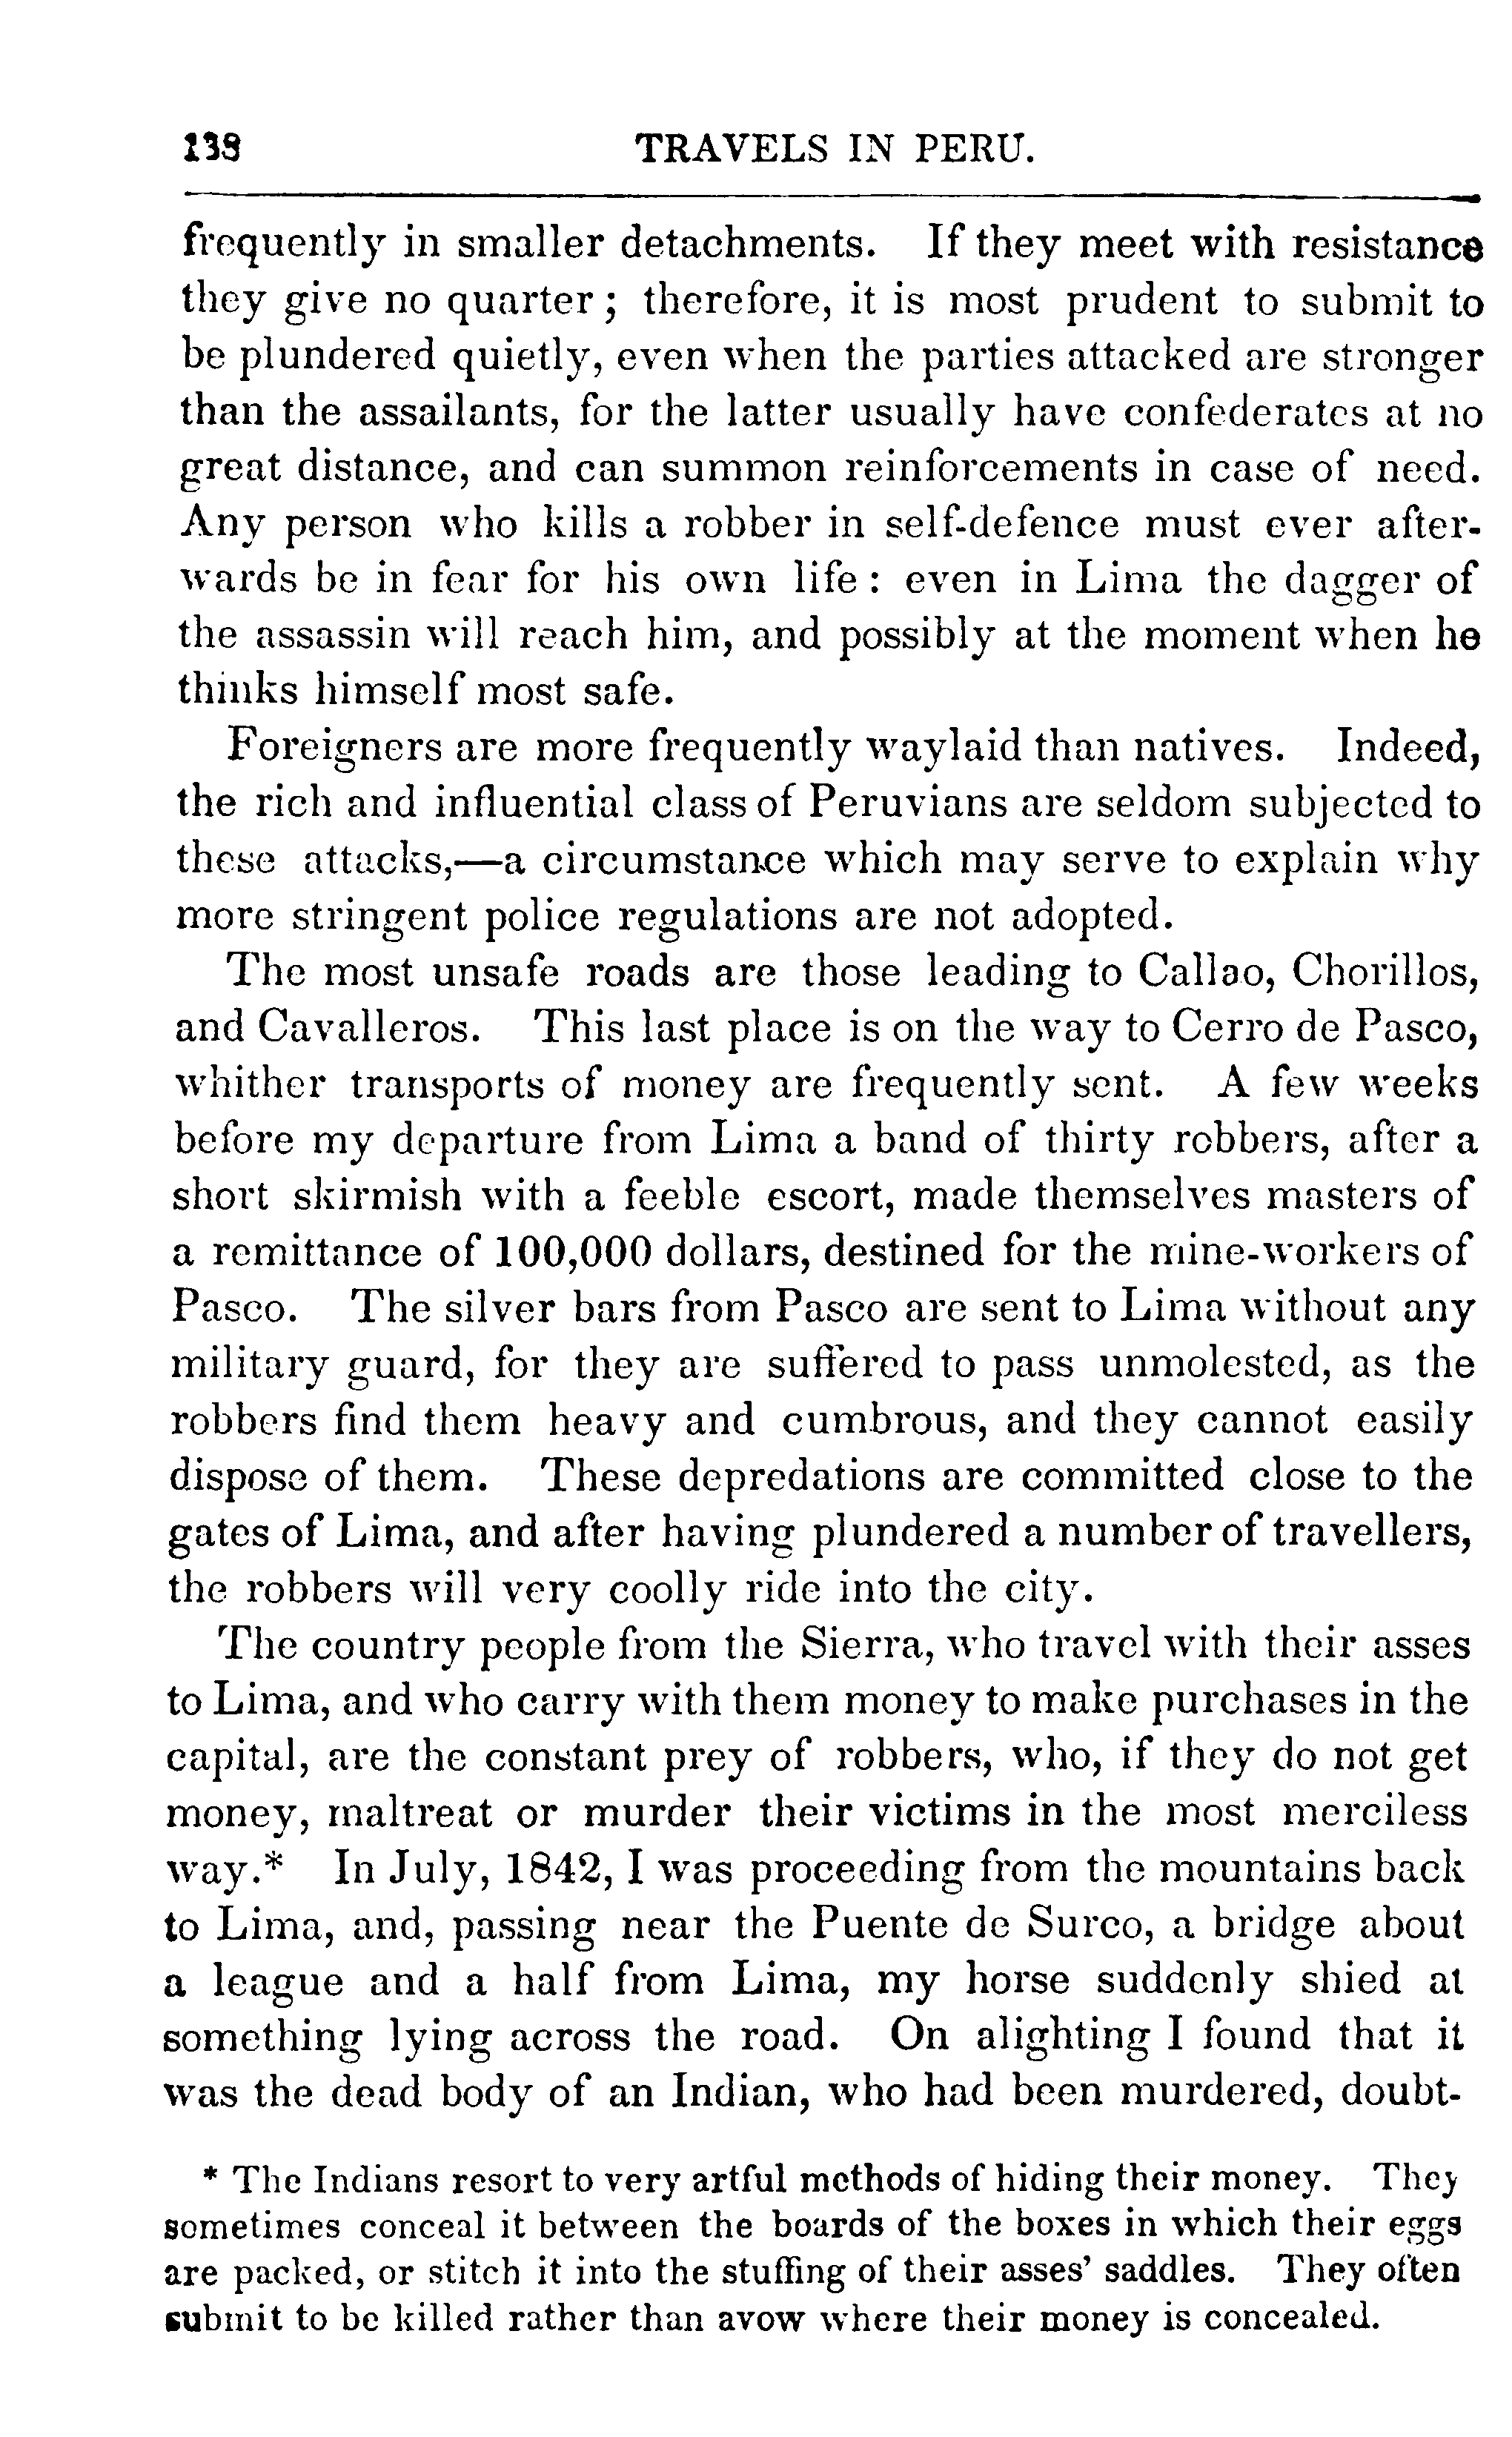 138 TRAVELS IN PERU.
frequently in smaller detachments. If they meet with resistance
they give no quarter ; therefore, it is most prudent to submit to
be plundered quietly, even when the parties attacked are stronger
than the assailants, for the latter usually have confederates at no
great distance, and can summon reinforcements in case of need.
Any person who kills a robber in self-defence must ever after-
wards be in fear for his own life : even in Lima the dagger of
the assassin will reach him, and possibly at the moment when he
thinks himself most safe.
Foreigners are more frequently waylaid than natives. Indeed,
the rich and influential class of Peruvians are seldom subjected to
these attacks,—a circumstance which may serve to explain why
more stringent police regulations are not adopted.
The most unsafe roads are those leading to Callao, Chorillos,
and Cavalleros. This last place is on the way to Cerro de Pasco,
whither transports of money are frequently sent. A few weeks
before my departure from Lima a band of thirty robbers, after a
short skirmish with a feeble escort, made themselves masters of
a remittance of 100,000 dollars, destined for the mine-workers of
Pasco. The silver bars from Pasco are sent to Lima without any
military guard, for they are suffered to pass unmolested, as the
robbers find them heavy and cumbrous, and they cannot easily
dispose of them. These depredations are committed close to the
gates of Lima, and after having plundered a number of travellers,
the robbers will very coolly ride into the city.
The country people from the Sierra, who travel with their asses
to Lima, and who carry with them money to make purchases in the
capital, are the constant prey of robbers, who, if they do not get
money, maltreat or murder their victims in the most merciless
way.* In July, 1842, I was proceeding from the mountains back
to Lima, and, passing near the Puente de Surco, a bridge about
a league and a half from Lima, my horse suddenly shied at
something lying across the road. On alighting I found that it
was the dead body of an Indian, who had been murdered, doubt-
* The Indians resort to very artful methods of hiding their money. They
sometimes conceal it between the boards of the boxes in which their eggs
are packed, or stitch it into the stuffing of their asses' saddles. They often
submit to be killed rather than avow where their money is concealed.